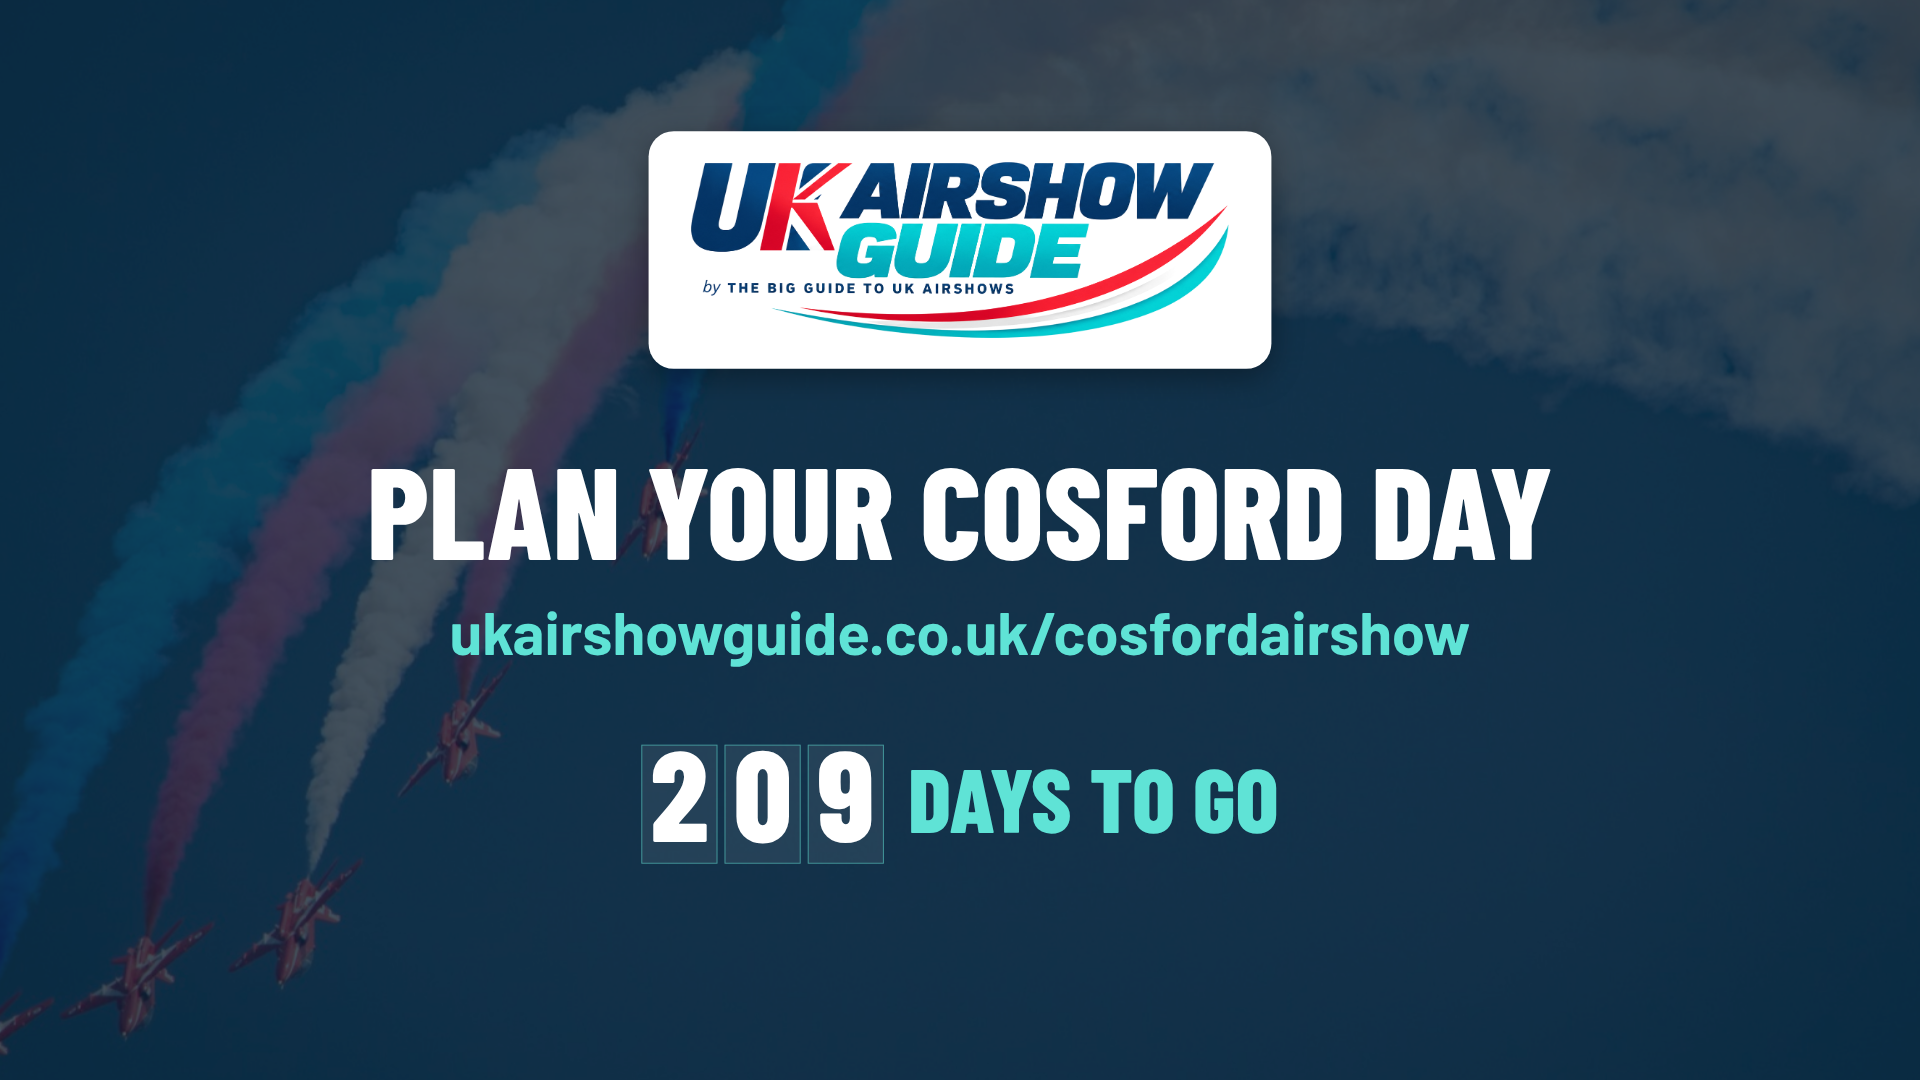 UK AIRSHOW
GUIDE
by THE BIG GUIDE TO UK AIRSHOWS
PLAN YOUR COSFORD DAY
ukairshowguide.co.uk/cosfordairshow
209 DAYS TO GO